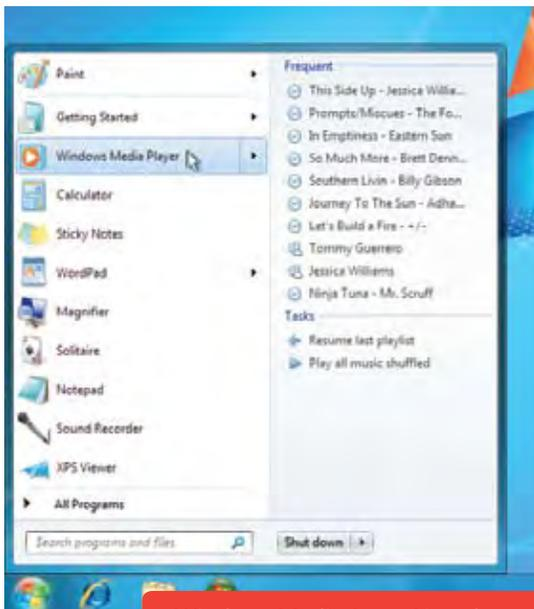 Paint
Getting Started
Windows Media Player
Calculator
Sticky Notes
WordPad
Magnifier
Solitaire
Notepad
Sound Recorder
XPS Viewer
All Programs
Search programs and files
Frequent
This Side Up - Jessica Willia...
Prompts/Miscues - The Fo...
In Emptiness - Eastern Sun
So Much More - Brett Denn...
Southern Livin - Billy Gibson
Journey To The Sun - Adha...
Let's Build a Fire - +/-
Tommy Guerrero
Jessica Williams
Ninja Tuna - Mr. Scruff
Tasks
Resume last playlist
Play all music shuffled
Shut down